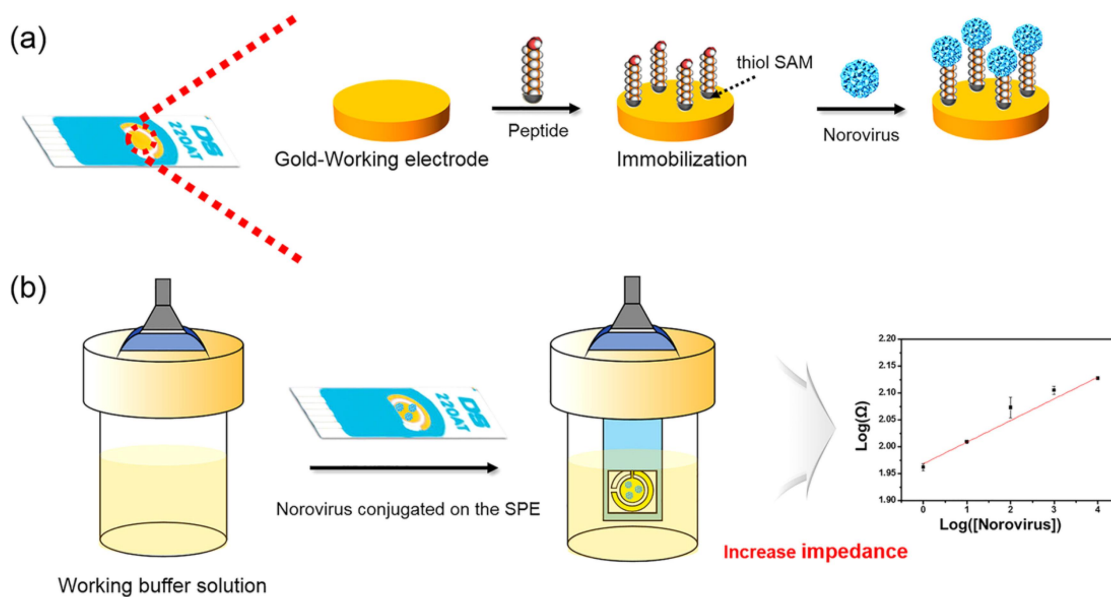 (a)
DS
220AT
Gold-Working electrode
Peptide
thiol SAM
Immobilization
Norovirus
(b)
Working buffer solution
DS
220AT
Norovirus conjugated on the SPE
Increase impedance
Log(Ω)
2.20
2.15
2.10
2.05
2.00
1.95
1.90
0 1 2 3 4
Log([Norovirus])